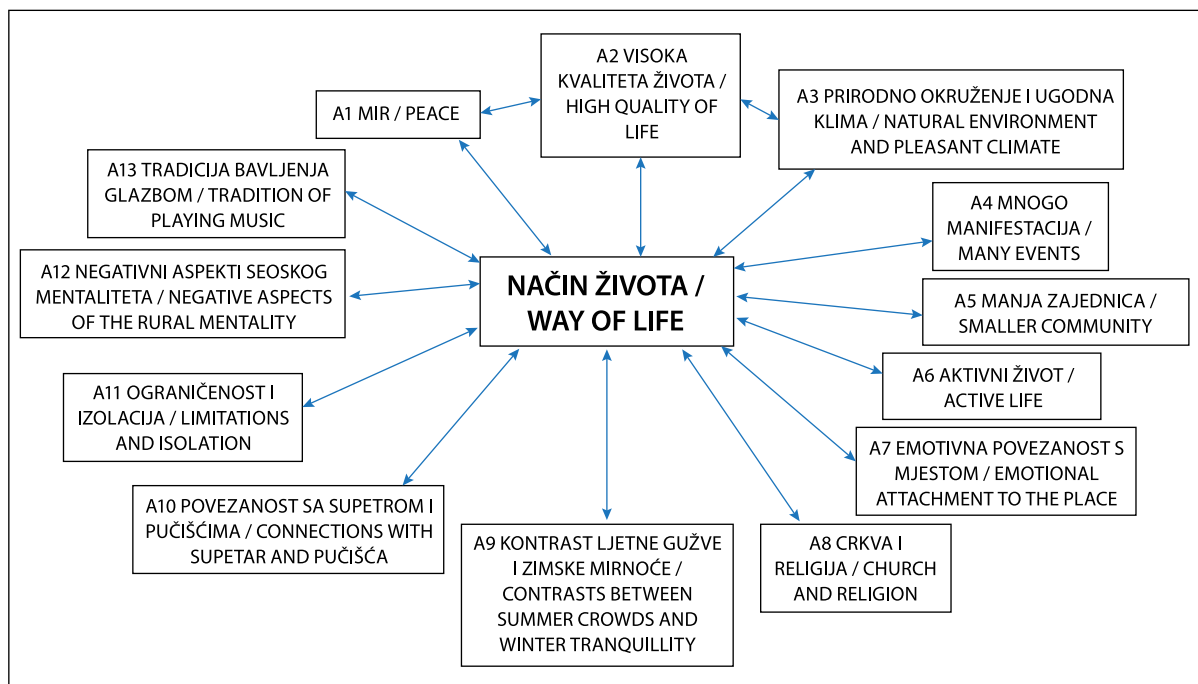 A1 MIR / PEACE
A2 VISOKA
KVALITETA ŽIVOTA /
HIGH QUALITY OF
LIFE
A3 PRIRODNO OKRUŽENJE I UGODNA
KLIMA / NATURAL ENVIRONMENT
AND PLEASANT CLIMATE
A4 MNOGO
MANIFESTACIJA /
MANY EVENTS
A5 MANJA ZAJEDNICA /
SMALLER COMMUNITY
A6 AKTIVNI ŽIVOT /
ACTIVE LIFE
A7 EMOTIVNA POVEZANOST S
MJESTOM / EMOTIONAL
ATTACHMENT TO THE PLACE
A8 CRKVA I
RELIGIJA / CHURCH
AND RELIGION
A9 KONTRAST LJETNE GUŽVE
I ZIMSKE MIRNOĆE /
CONTRASTS BETWEEN
SUMMER CROWDS AND
WINTER TRANQUILLITY
A10 POVEZANOST SA SUPETROM I
PUČIŠĆIMA / CONNECTIONS WITH
SUPETAR AND PUČIŠĆA
A11 OGRANIČENOST I
IZOLACIJA / LIMITATIONS
AND ISOLATION
A12 NEGATIVNI ASPEKTI SEOSKOG
MENTALITETA / NEGATIVE ASPECTS
OF THE RURAL MENTALITY
A13 TRADICIJA BAVLJENJA
GLAZBOM / TRADITION OF
PLAYING MUSIC
NAČIN ŽIVOTA /
WAY OF LIFE